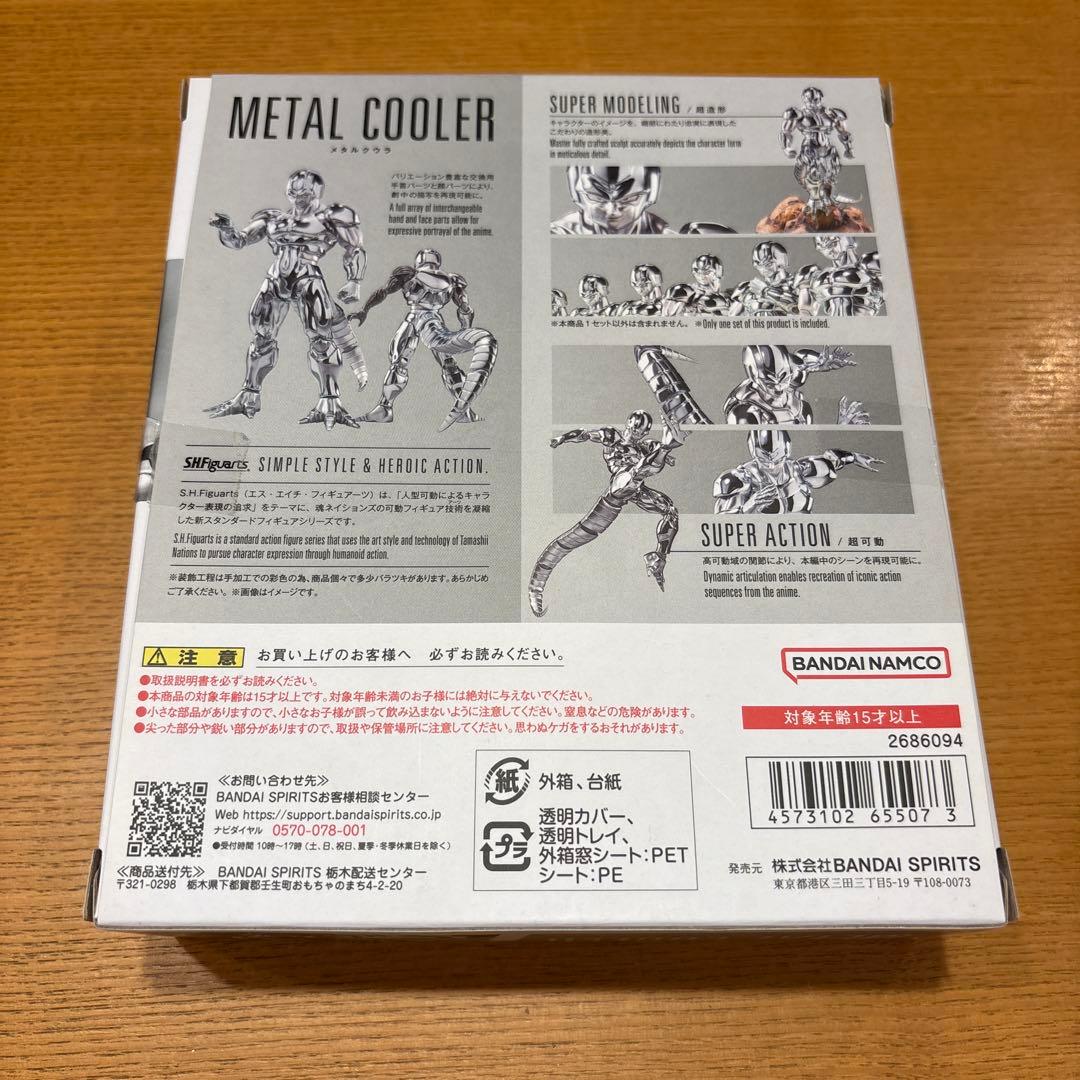 METAL COOLER
メタルクウラ
バリエーション豊富な交換用
手首パーツと顔パーツにより、
劇中の描写を再現可能に。
A full array of interchangeable
hand and face parts allow for
expressive portrayal of the anime.
S.H.Figuarts SIMPLE STYLE & HEROIC ACTION.
S.H.Figuarts(エス・エイチ・フィギュアーツ)は、「人型可動によるキャラ
クター表現の追求」をテーマに、魂ネイションズの可動フィギュア技術を凝縮
した新スタンダードフィギュアシリーズです。
S.H.Figuarts is a standard action figure series that uses the art style and technology of Tamashii
Nations to pursue character expression through humanoid action.
※装飾工程は手加工での彩色の為、商品個々で多少バラツキがあります。あらかじめ
ご了承ください。※画像はイメージです。
SUPER MODELING / 超造形
キャラクターのイメージを、細部にわたり忠実に表現した
こだわりの造形美。
Master fully crafted sculpt accurately depicts the character form
in meticulous detail.
※本商品1セット以外は含まれません。 ※Only one set of this product is included.
SUPER ACTION / 超可動
高可動域の関節により、本編中のシーンを再現可能に。
Dynamic articulation enables recreation of iconic action
sequences from the anime.
注意 お買い上げのお客様へ 必ずお読みください。
●取扱説明書を必ずお読みください。
●本商品の対象年齢は15才以上です。対象年齢未満のお子様には絶対に与えないでください。
●小さな部品がありますので、小さなお子様が誤って飲み込まないように注意してください。窒息などの危険があります。
●尖った部分や鋭い部分がありますので、取扱や保管場所に注意してください。思わぬケガをするおそれがあります。
BANDAI NAMCO
対象年齢15才以上
2686094
4573102 65507 3
≪お問い合わせ先≫
BANDAI SPIRITSお客様相談センター
Web https://support.bandaispirits.co.jp
ナビダイヤル 0570-078-001
●受付時間 10時～17時(土、日、祝日、夏季・冬季休業日を除く)
≪商品送付先≫ BANDAI SPIRITS 栃木配送センター
〒321-0298 栃木県下都賀郡壬生町おもちゃのまち4-2-20
紙 外箱、台紙
プラ 透明カバー、
透明トレイ、
外箱窓シート:PET
シート:PE
発売元 株式会社BANDAI SPIRITS
東京都港区三田三丁目5-19 〒108-0073